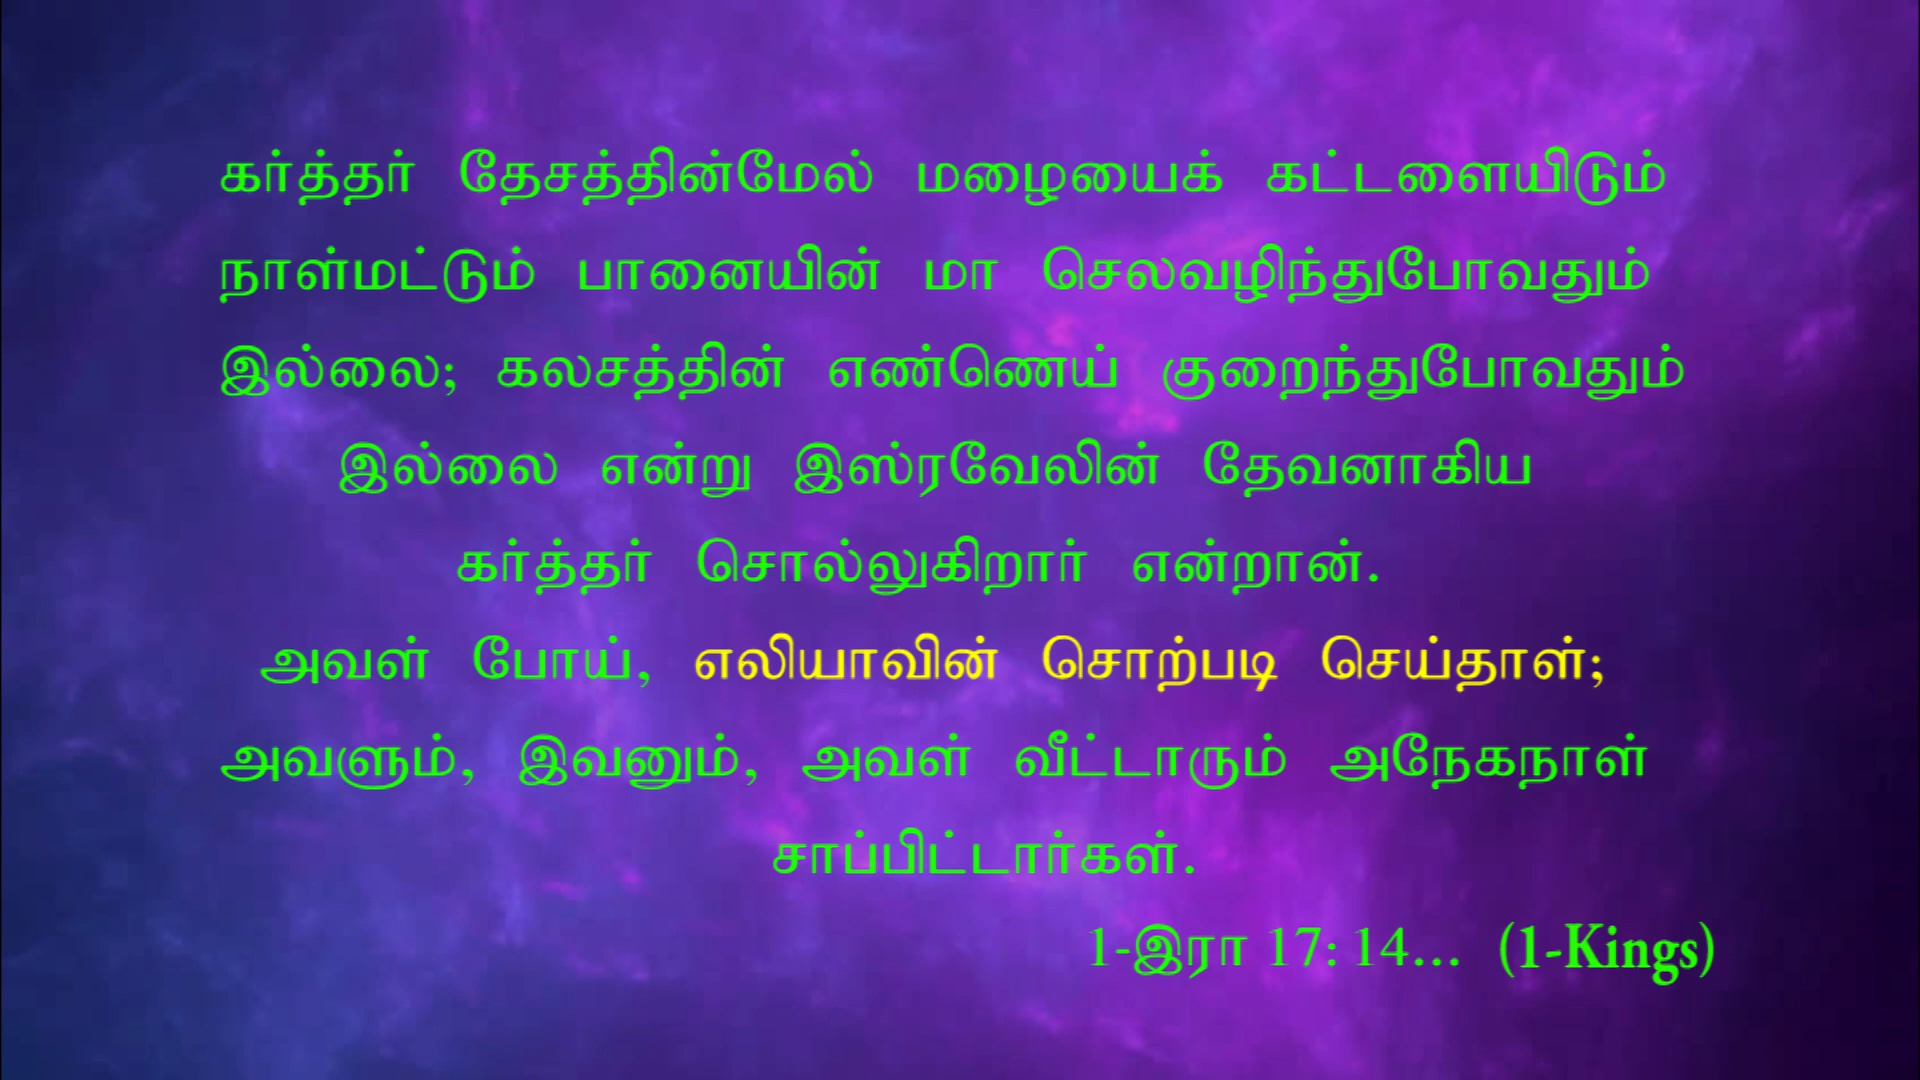 கர்த்தர் தேசத்தின்மேல் மழையைக் கட்டளையிடும்
நாள்மட்டும் பானையின் மா செலவழிந்துபோவதும்
இல்லை; கலசத்தின் எண்ணெய் குறைந்துபோவதும்
இல்லை என்று இஸ்ரவேலின் தேவனாகிய
கர்த்தர் சொல்லுகிறார் என்றான்.
அவள் போய், எலியாவின் சொற்படி செய்தாள்;
அவளும், இவனும், அவள் வீட்டாரும் அநேகநாள்
சாப்பிட்டார்கள்.
1-இரா 17: 14... (1-Kings)